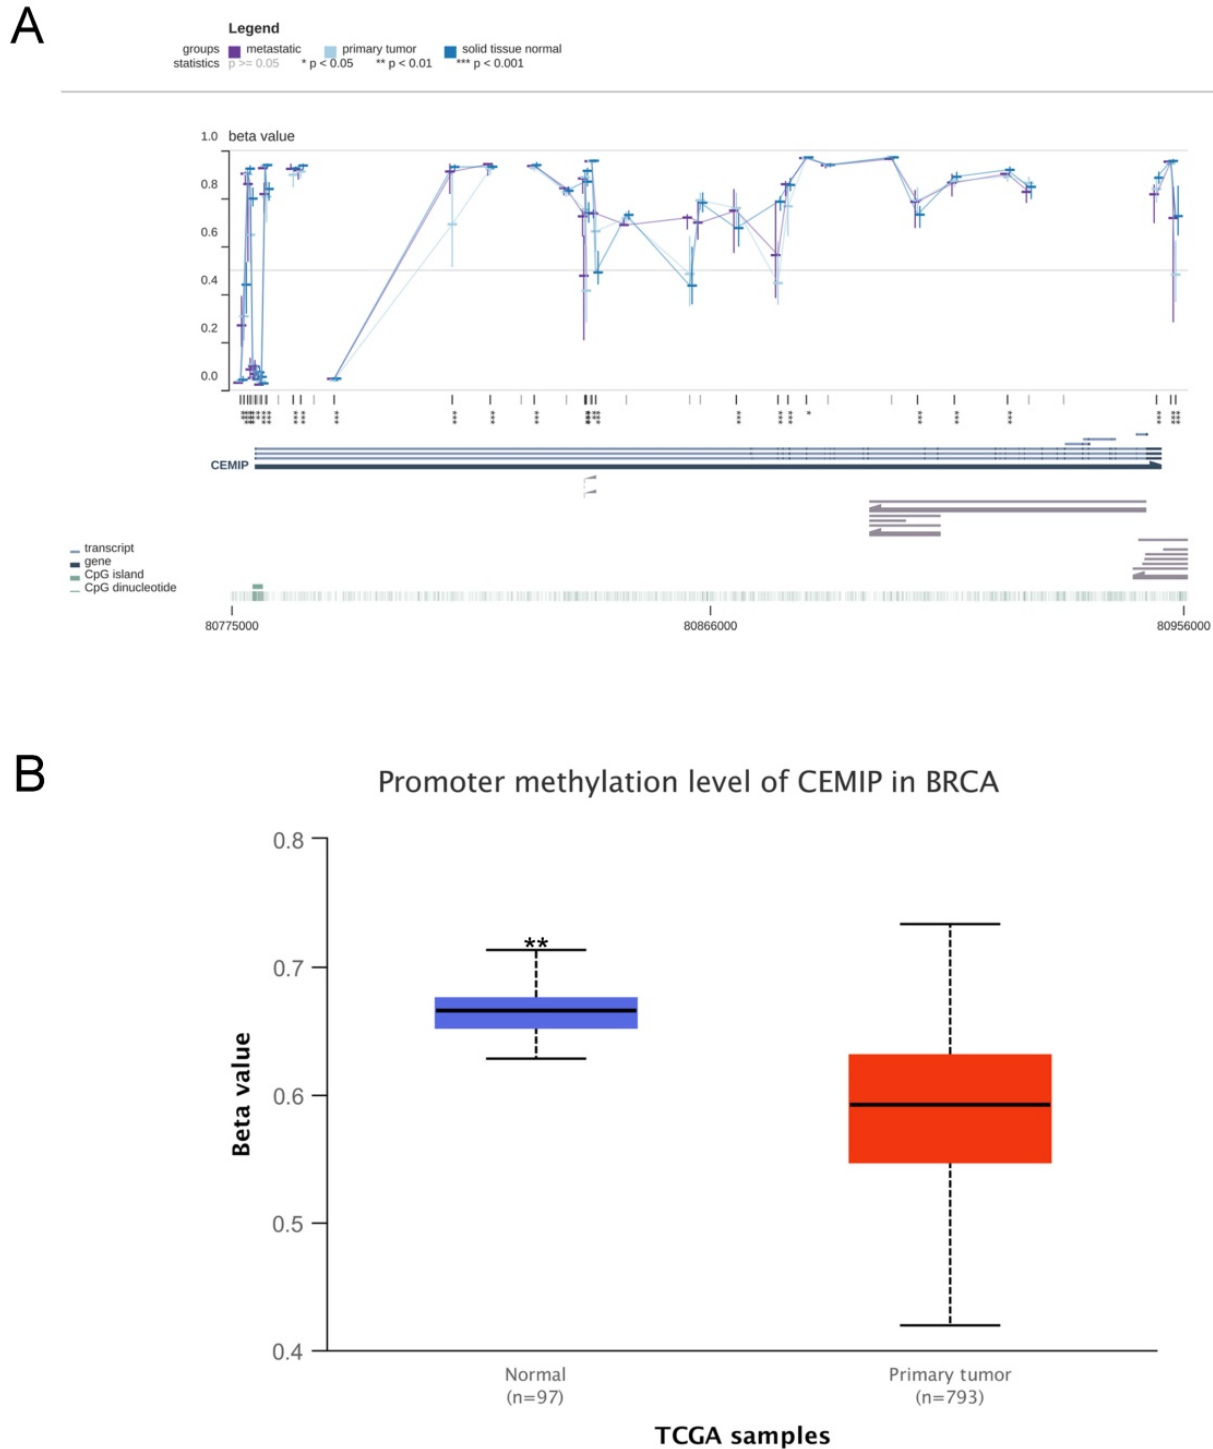 A
Legend
groups metastatic primary tumor solid tissue normal
statistics p >= 0.05 * p < 0.05 ** p < 0.01 *** p < 0.001
1.0 beta value
0.8
0.6
0.4
0.2
0.0
CEMIP
transcript
gene
CpG island
CpG dinucleotide
80775000 80866000 80956000
B
Promoter methylation level of CEMIP in BRCA
0.8
**
0.7
0.6
0.5
0.4
Beta value
Normal Primary tumor
(n=97) (n=793)
TCGA samples